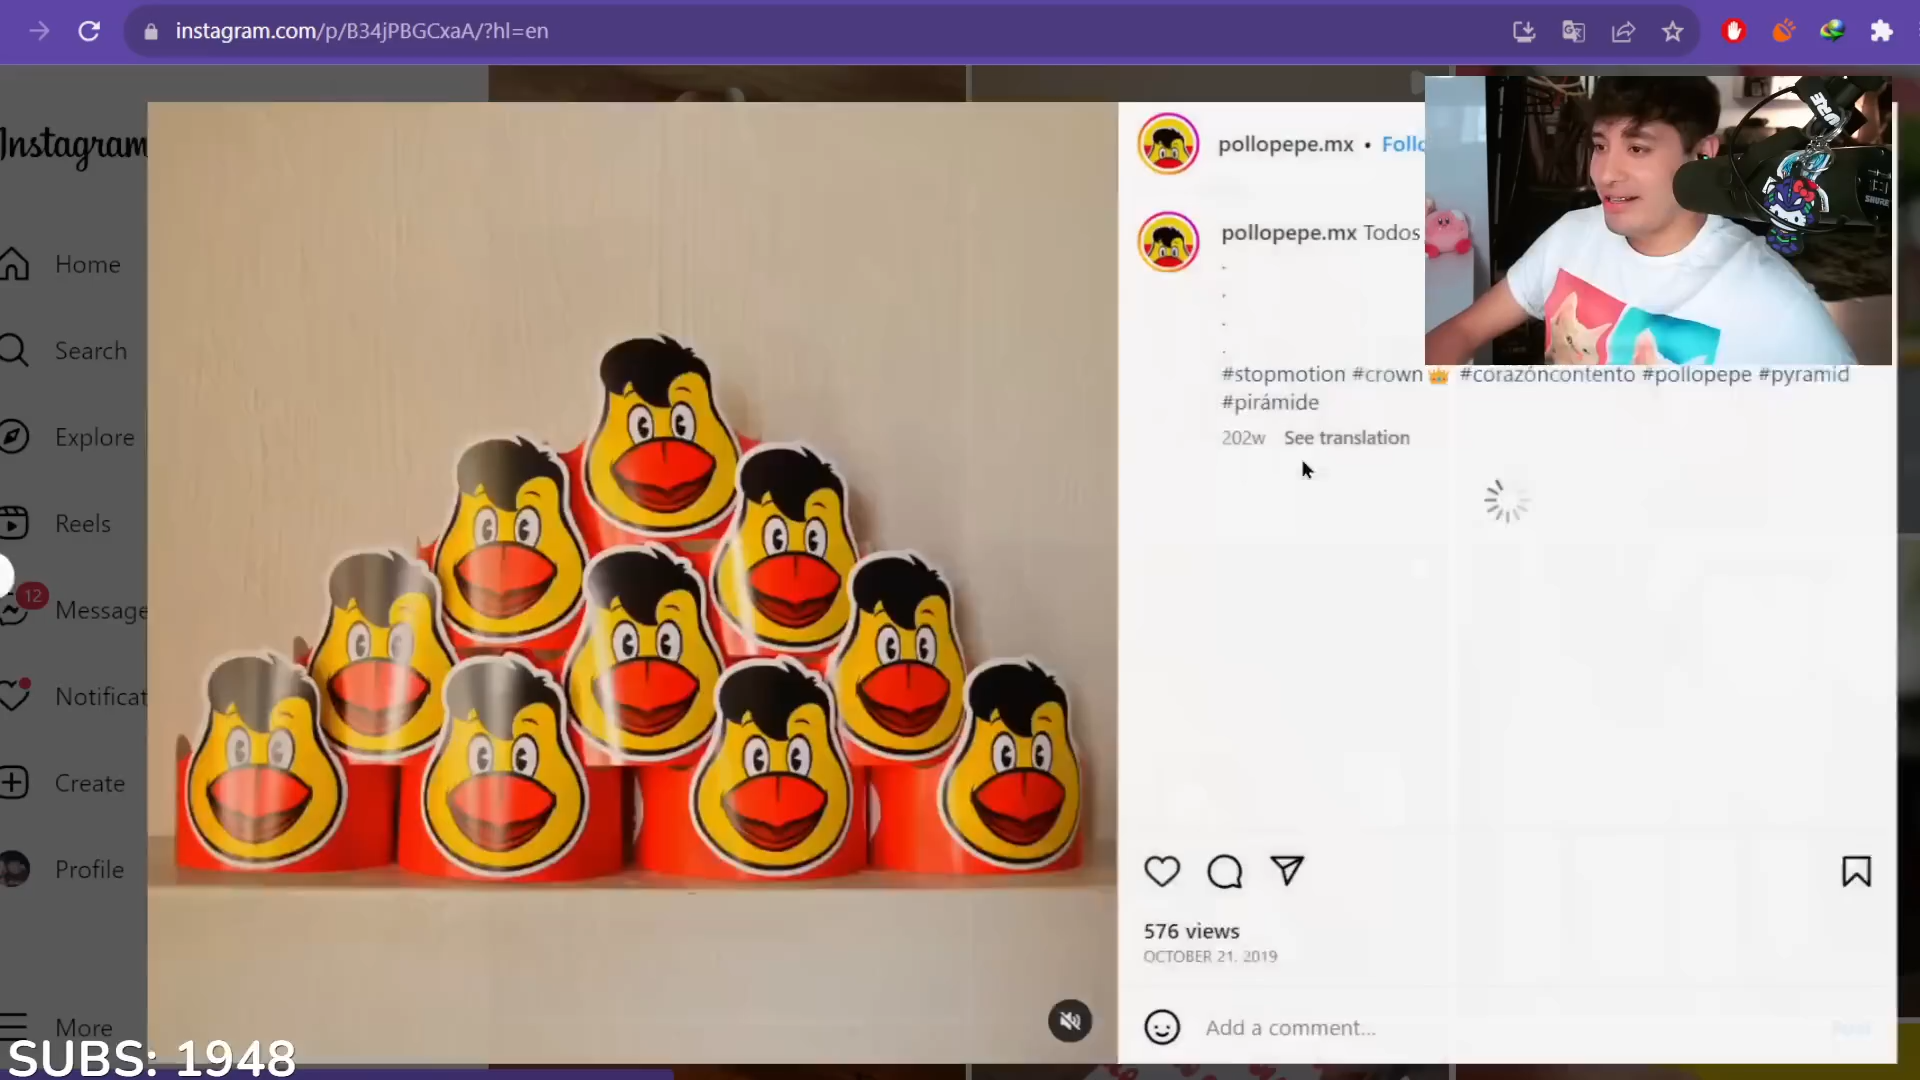 instagram.com/p/B34jPBGCxaA/?hl=en
Instagram
Home
Search
Explore
Reels
12
Message
Notificat
Create
Profile
More
SUBS: 1948
pollopepe.mx • Follo
pollopepe.mx Todos
.
.
.
.
#stopmotion #crown👑 #corazóncontento #pollopepe #pyramid
#pirámide
202w See translation
576 views
OCTOBER 21, 2019
Add a comment...
Post
SHURE